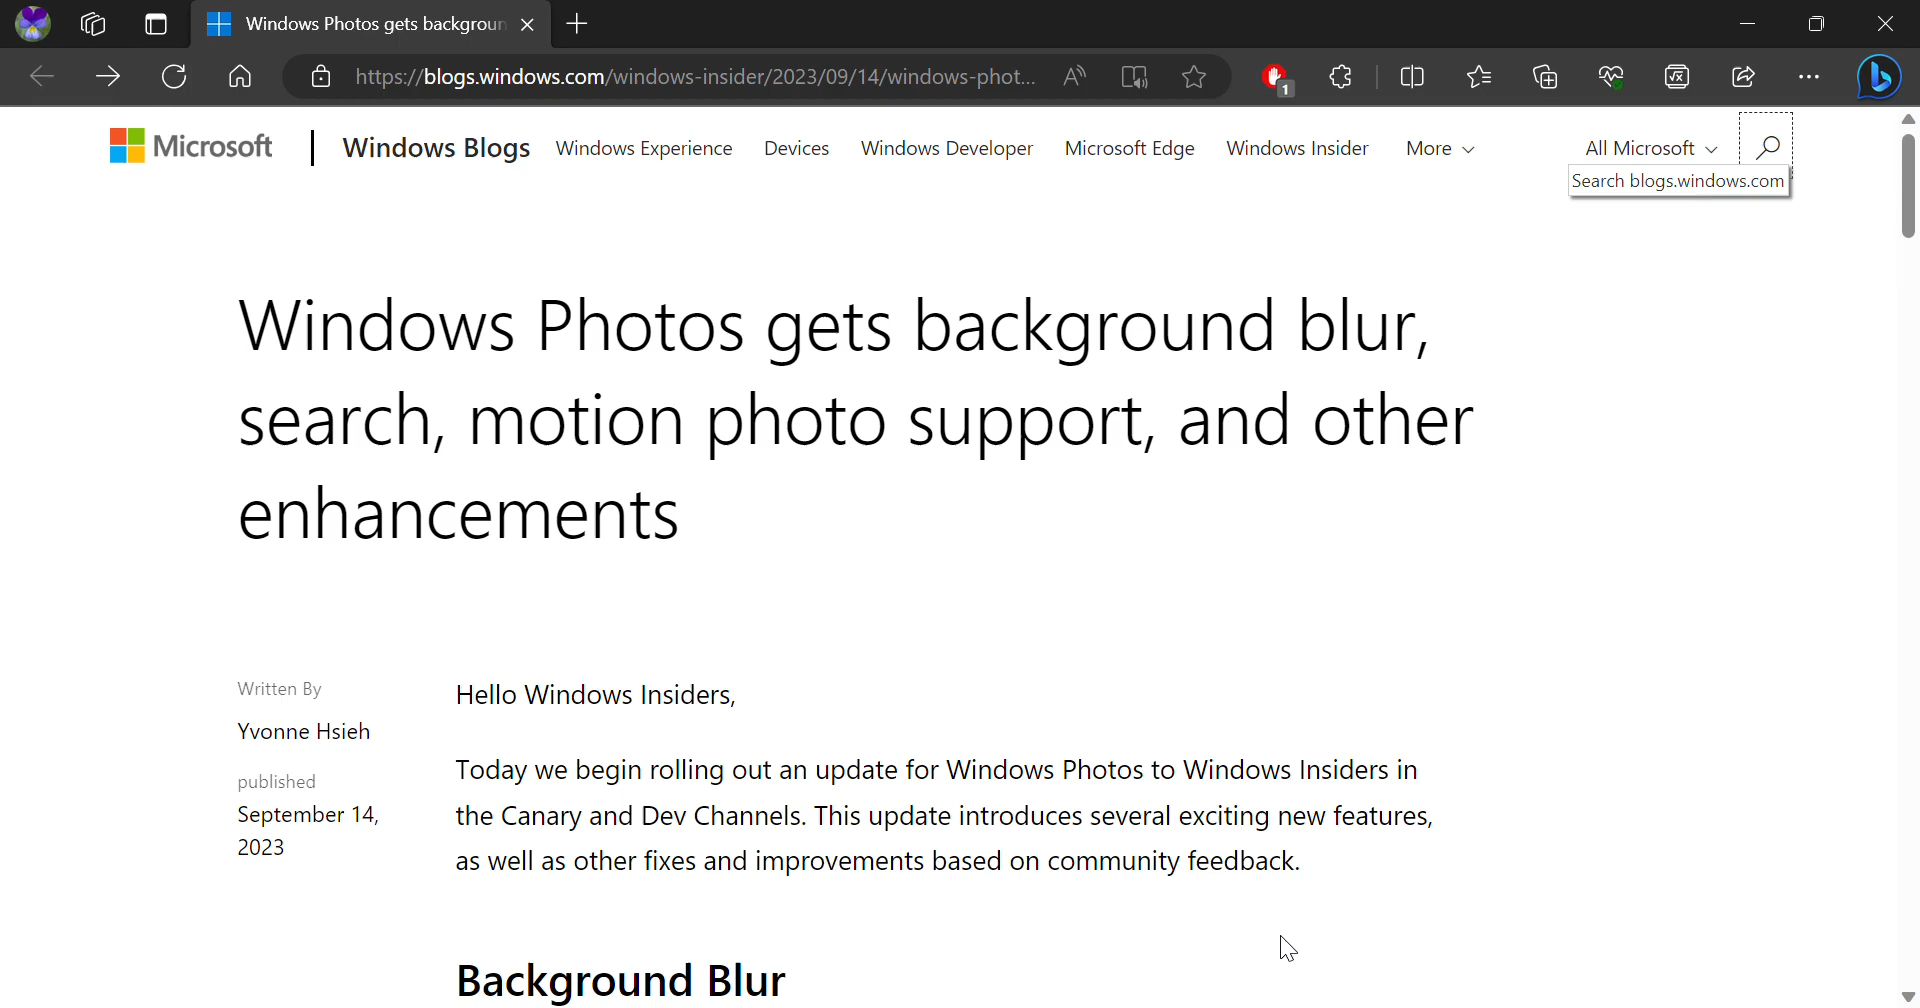 Windows Photos gets backgroun
https://blogs.windows.com/windows-insider/2023/09/14/windows-phot...
1
Microsoft
Windows Blogs
Windows Experience
Devices
Windows Developer
Microsoft Edge
Windows Insider
More
All Microsoft
Search blogs.windows.com
Windows Photos gets background blur,
search, motion photo support, and other
enhancements
Written By
Yvonne Hsieh
published
September 14,
2023
Hello Windows Insiders,
Today we begin rolling out an update for Windows Photos to Windows Insiders in
the Canary and Dev Channels. This update introduces several exciting new features,
as well as other fixes and improvements based on community feedback.
Background Blur